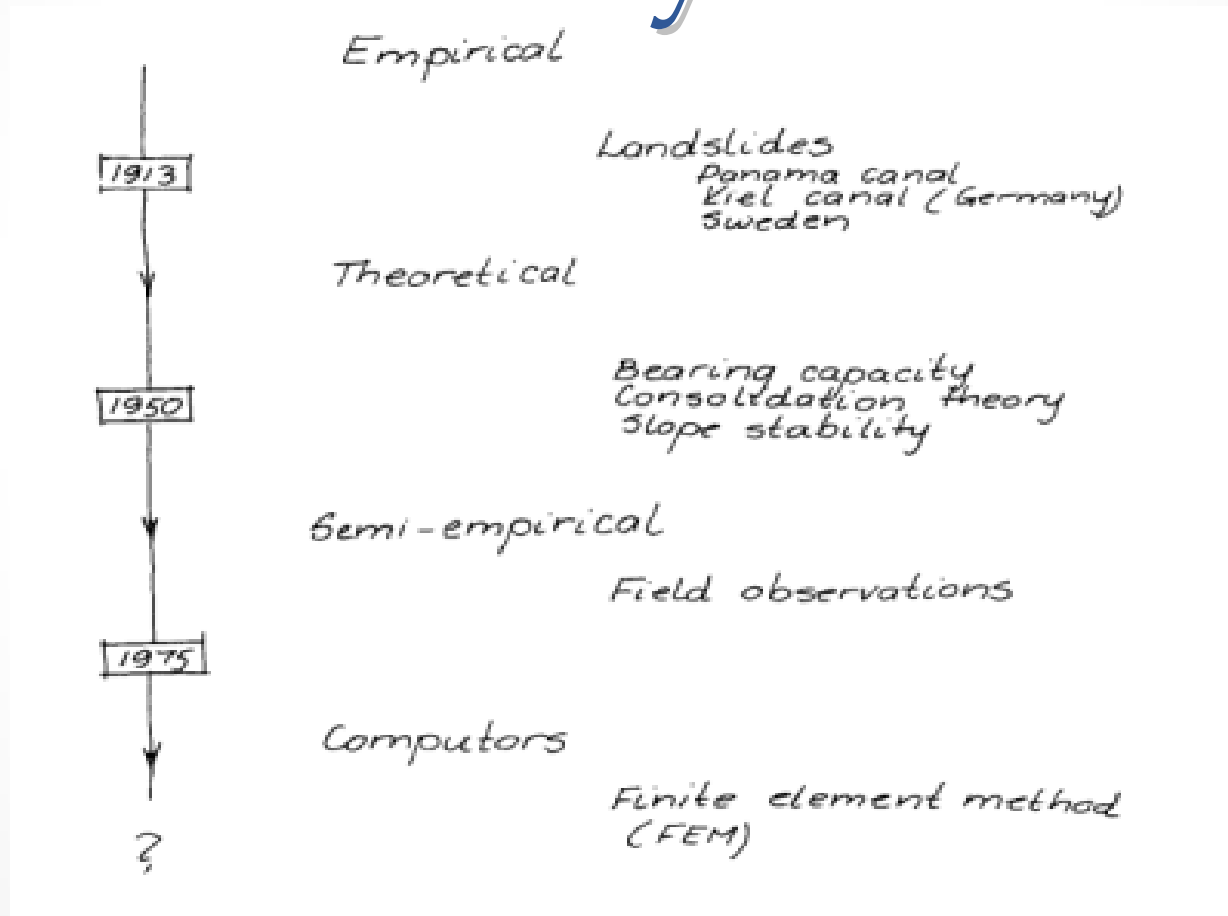 Empirical
1913
Landslides
Panama canal
Kiel canal (Germany)
Sweden
Theoretical
1950
Bearing capacity
Consolidation theory
Slope stability
Semi-empirical
Field observations
1975
Computors
Finite element method
(FEM)
?